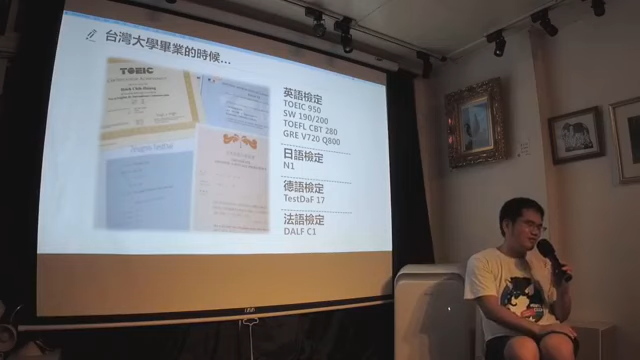 台灣大學畢業的時候...
TOEIC
英語檢定
TOEIC 950
SW 190/200
TOEFL CBT 280
GRE V720 Q800
日語檢定
N1
德語檢定
TestDaF 17
法語檢定
DALF C1